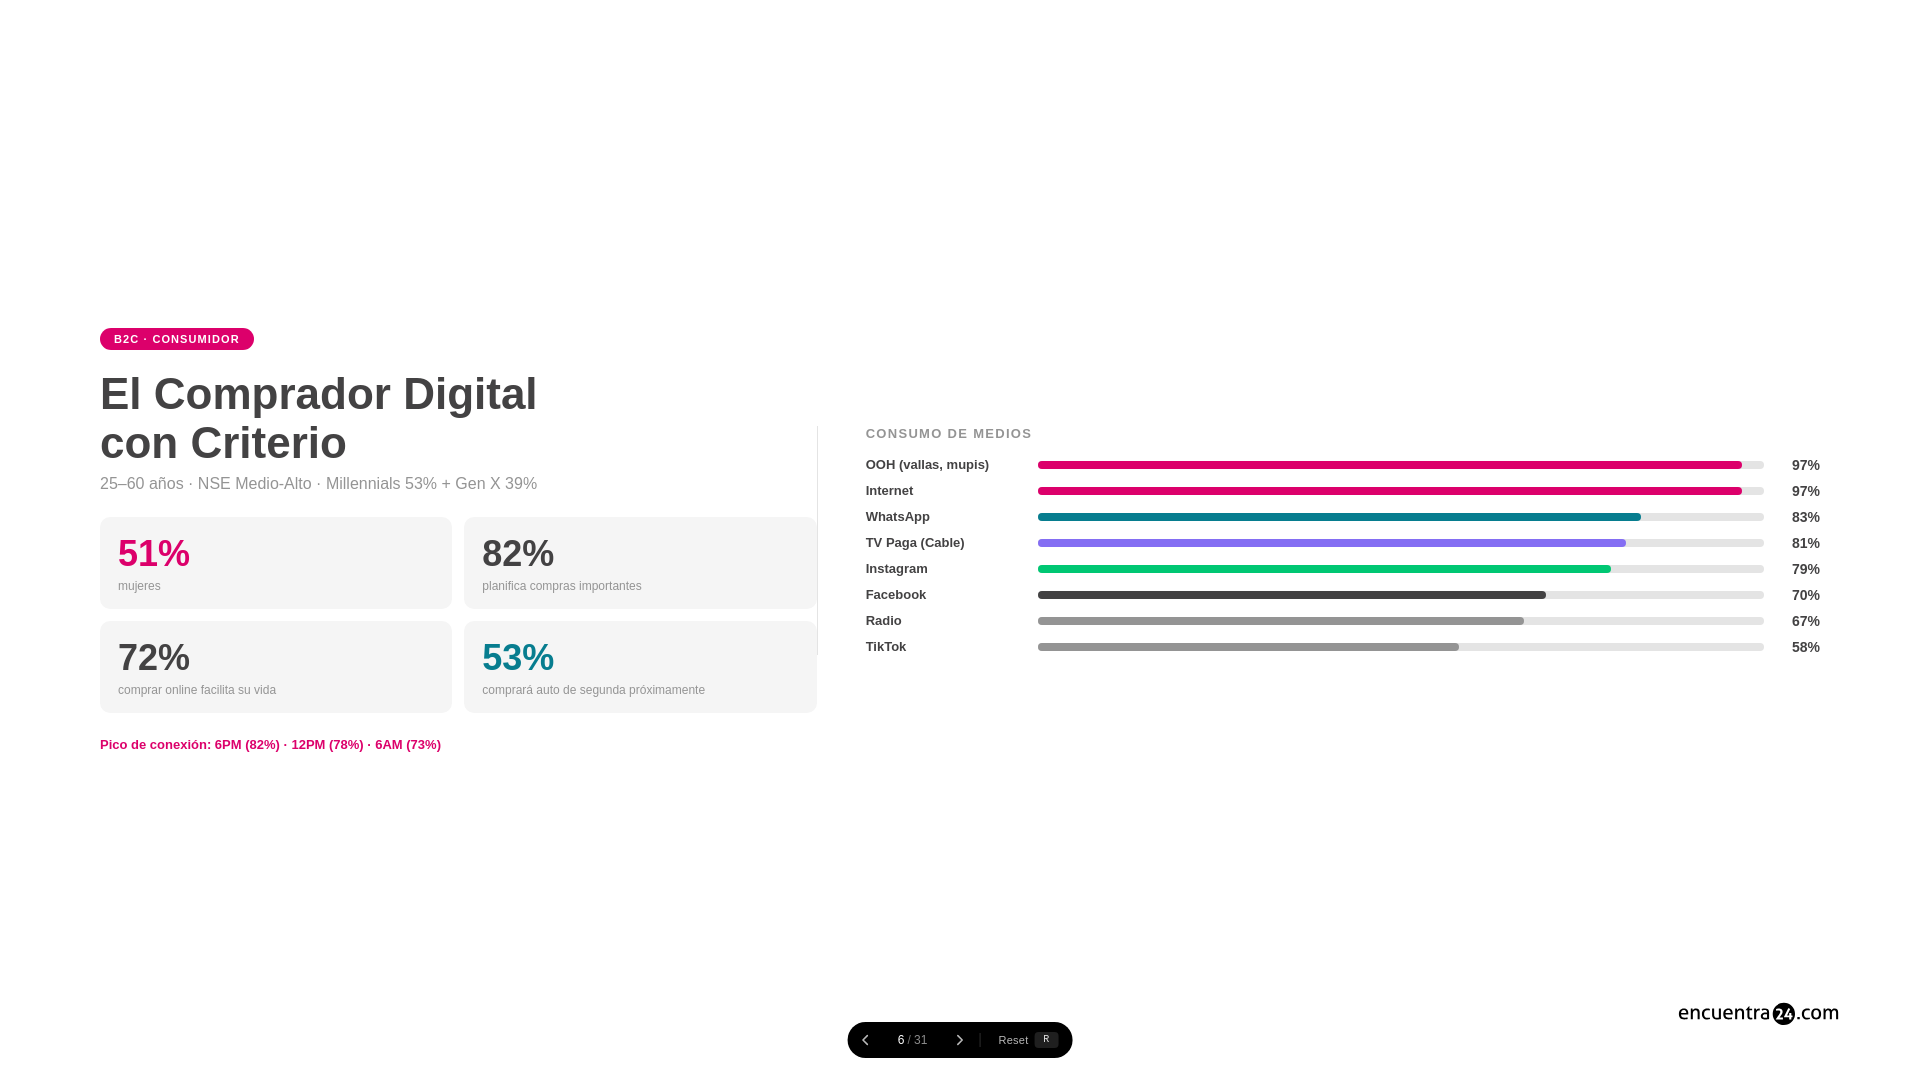 B2C · CONSUMIDOR
El Comprador Digital
con Criterio
25–60 años · NSE Medio-Alto · Millennials 53% + Gen X 39%
51%
mujeres
82%
planifica compras importantes
72%
comprar online facilita su vida
53%
comprará auto de segunda próximamente
Pico de conexión: 6PM (82%) · 12PM (78%) · 6AM (73%)
CONSUMO DE MEDIOS
OOH (vallas, mupis) 97%
Internet 97%
WhatsApp 83%
TV Paga (Cable) 81%
Instagram 79%
Facebook 70%
Radio 67%
TikTok 58%
encuentra24.com
6 / 31 Reset R